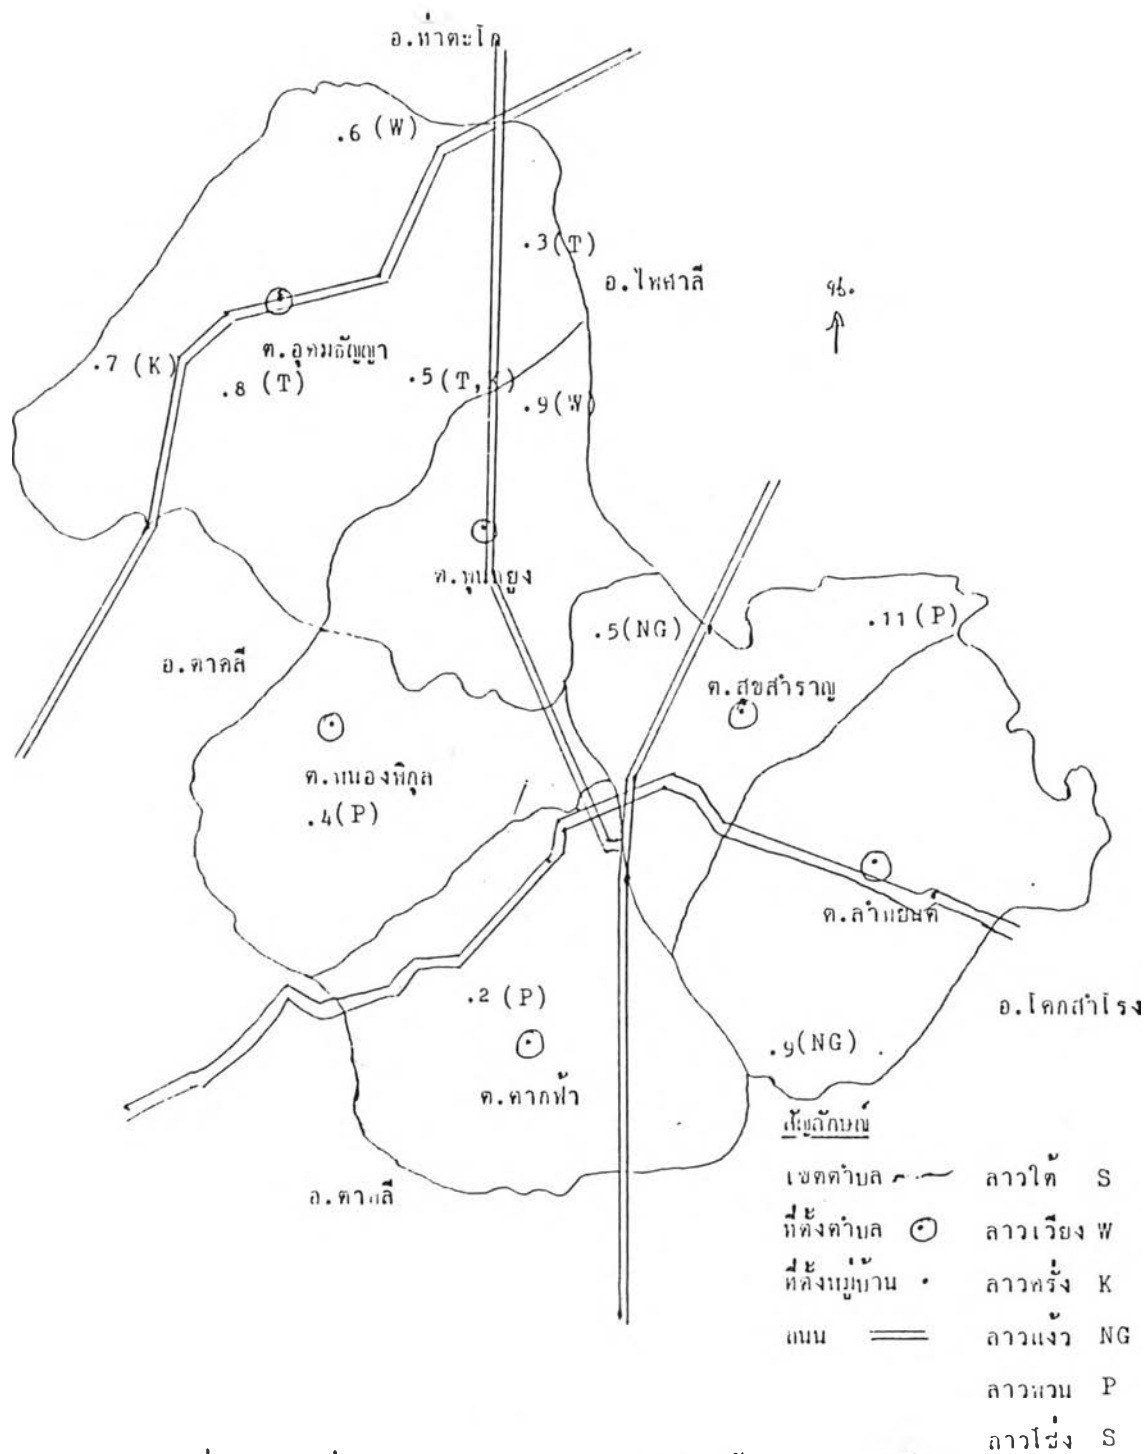 อ.ท่าตะโก
.6 (W)
.3(T)
อ.ไพศาลี
น.
ต.อุดมธัญญา
.7 (K)
.8 (T)
.5(T,K)
.9(W)
ต.พุนกยูง
.5(NG)
.11(P)
อ.ตาคลี
ต.สุขสำราญ
ต.หนองพิกุล
.4(P)
ต.ลำพยนต์
.2 (P)
อ.โคกสำโรง
.9(NG)
ต.ตากฟ้า
สัญลักษณ์
อ.ตาคลี
เขตตำบล ลาวใต้ S
ที่ตั้งตำบล ลาวเวียง W
ที่ตั้งหมู่บ้าน ลาวครั่ง K
ถนน ลาวแง้ว NG
ลาวพวน P
ลาวโซ่ง S